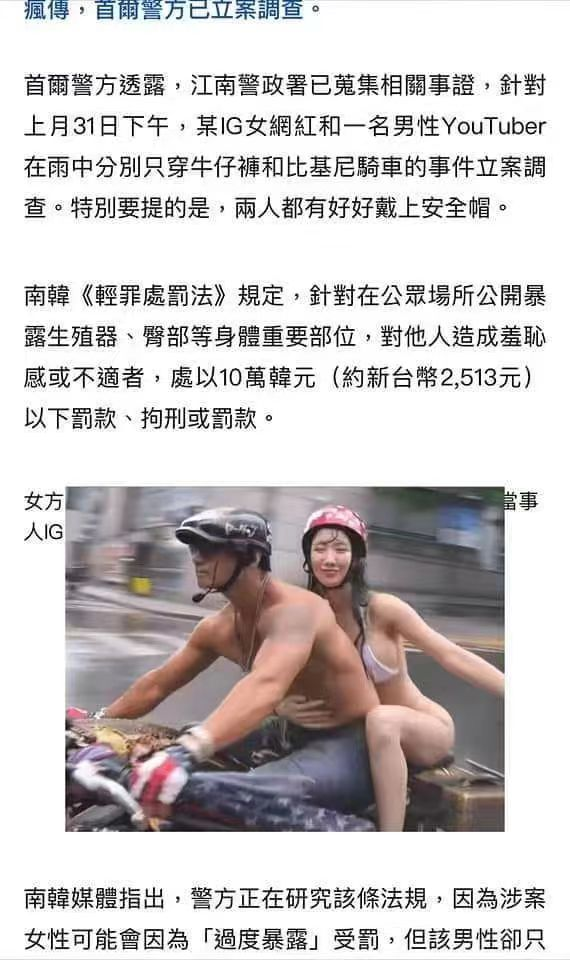 瘋傳，首爾警方已立案調查。
首爾警方透露，江南警政署已蒐集相關事證，針對
上月31日下午，某IG女網紅和一名男性YouTuber
在雨中分別只穿牛仔褲和比基尼騎車的事件立案調
查。特別要提的是，兩人都有好好戴上安全帽。
南韓《輕罪處罰法》規定，針對在公眾場所公開暴
露生殖器、臀部等身體重要部位，對他人造成羞恥
感或不適者，處以10萬韓元（約新台幣2,513元）
以下罰款、拘刑或罰款。
女方
當事
人IG
南韓媒體指出，警方正在研究該條法規，因為涉案
女性可能會因為「過度暴露」受罰，但該男性卻只